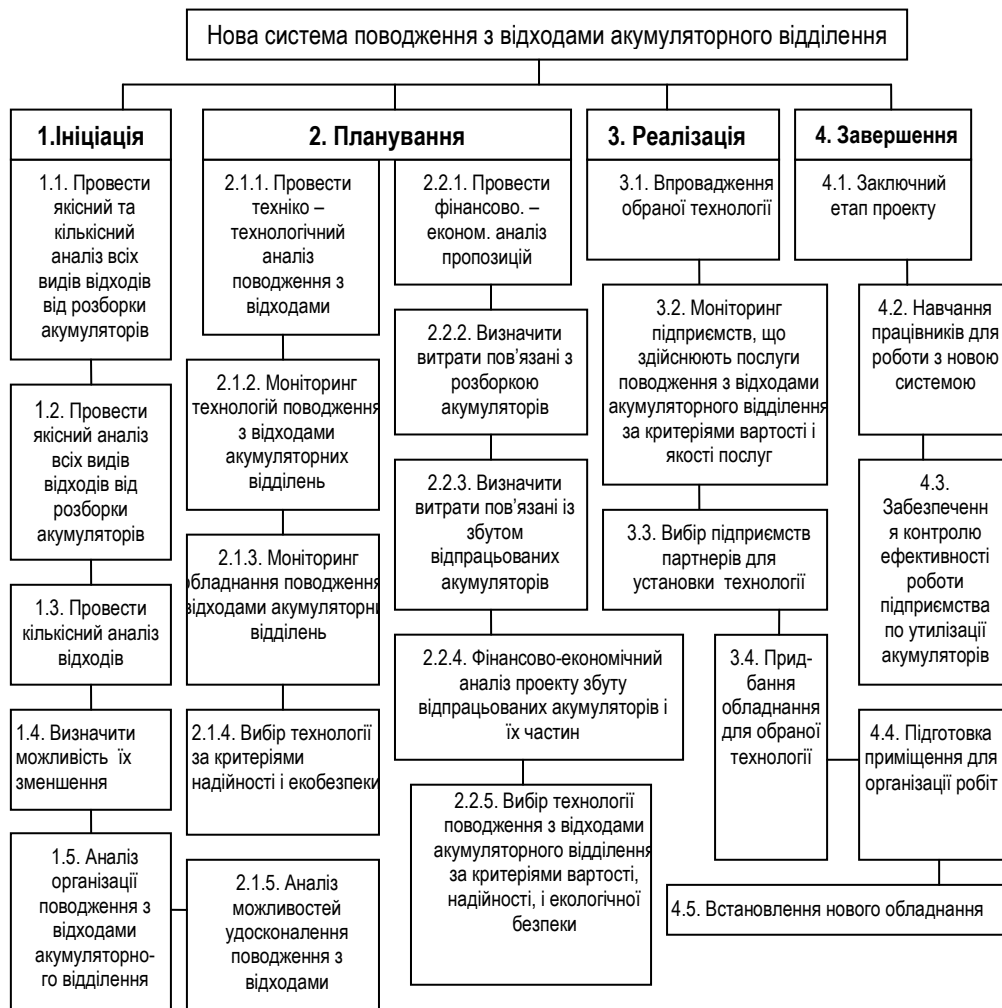 Нова система поводження з відходами акумуляторного відділення
1.Ініціація
1.1. Провести
якісний та
кількісний
аналіз всіх
видів відходів
від розборки
акумуляторів
1.2. Провести
якісний аналіз
всіх видів
відходів від
розборки
акумуляторів
1.3. Провести
кількісний аналіз
відходів
1.4. Визначити
можливість їх
зменшення
1.5. Аналіз
організації
поводження з
відходами
акумуляторно-
го відділення
2. Планування
2.1.1. Провести
техніко –
технологічний
аналіз
поводження з
відходами
2.1.2. Моніторинг
технологій поводження
з відходами
акумуляторних
відділень
2.1.3. Моніторинг
обладнання поводження
відходами акумуляторни
відділень
2.1.4. Вибір технології
за критеріями
надійності і екобезпеки
2.1.5. Аналіз
можливостей
удосконалення
поводження з
відходами
2.2.1. Провести
фінансово. –
економ. аналіз
пропозицій
2.2.2. Визначити
витрати пов’язані з
розборкою
акумуляторів
2.2.3. Визначити
витрати пов’язані із
збутом
відпрацьованих
акумуляторів
2.2.4. Фінансово-економічний
аналіз проекту збуту
відпрацьованих акумуляторів і
їх частин
2.2.5. Вибір технології
поводження з відходами
акумуляторного відділення
за критеріями вартості,
надійності, і екологічної
безпеки
3. Реалізація
3.1. Впровадження
обраної технології
3.2. Моніторинг
підприємств, що
здійснюють послуги
поводження з відходами
акумуляторного відділення
за критеріями вартості і
якості послуг
3.3. Вибір підприємств
партнерів для
установки технології
3.4. Прид-
бання
обладнання
для обраної
технології
4. Завершення
4.1. Заключний
етап проекту
4.2. Навчання
працівників для
роботи з новою
системою
4.3.
Забезпеченн
я контролю
ефективності
роботи
підприємства
по утилізації
акумуляторів
4.4. Підготовка
приміщення для
організації робіт
4.5. Встановлення нового обладнання